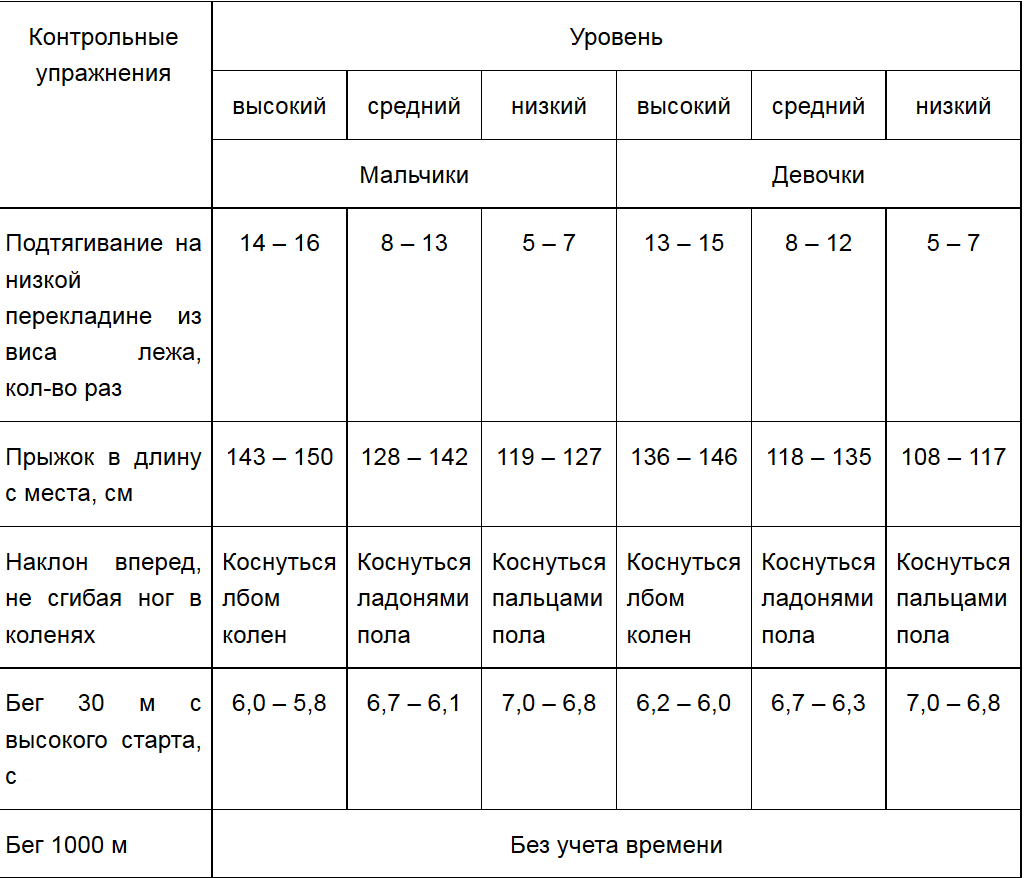 Контрольные
упражнения
Уровень
высокий средний низкий высокий средний низкий
Мальчики Девочки
Подтягивание на
низкой
перекладине из
виса лежа,
кол-во раз
14 – 16 8 – 13 5 – 7 13 – 15 8 – 12 5 – 7
Прыжок в длину
с места, см
143 – 150 128 – 142 119 – 127 136 – 146 118 – 135 108 – 117
Наклон вперед,
не сгибая ног в
коленях
Коснуться
лбом
колен
Коснуться
ладонями
пола
Коснуться
пальцами
пола
Коснуться
лбом
колен
Коснуться
ладонями
пола
Коснуться
пальцами
пола
Бег 30 м с
высокого старта,
с
6,0 – 5,8 6,7 – 6,1 7,0 – 6,8 6,2 – 6,0 6,7 – 6,3 7,0 – 6,8
Бег 1000 м
Без учета времени